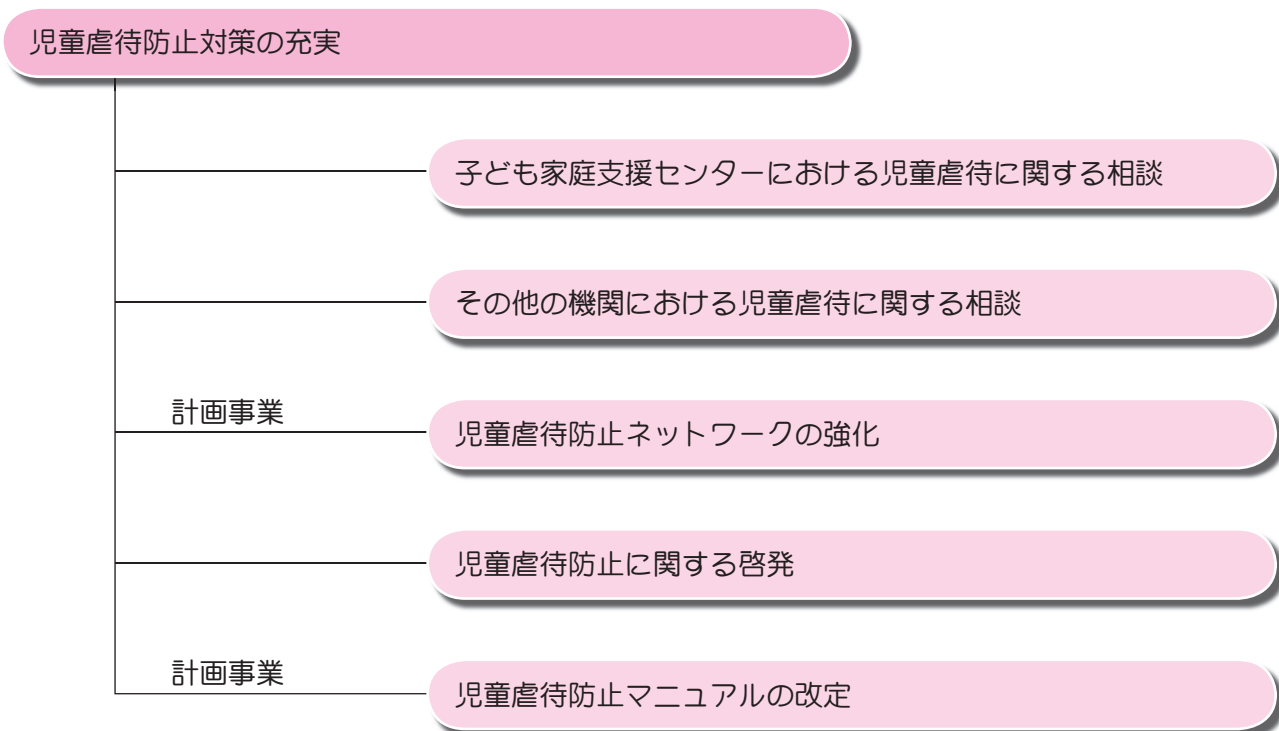 児童虐待防止対策の充実
子ども家庭支援センターにおける児童虐待に関する相談
その他の機関における児童虐待に関する相談
計画事業
児童虐待防止ネットワークの強化
児童虐待防止に関する啓発
計画事業
児童虐待防止マニュアルの改定